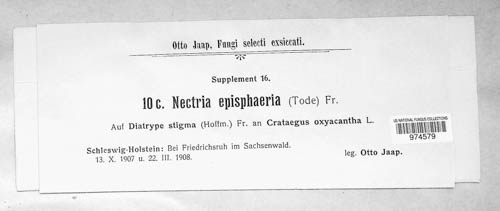 Otto Jaap, Fungi selecti exsiccati.
Supplement 16.
10 c. Nectria episphaeria (Tode) Fr.
Auf Diatrype stigma (Hoffm.) Fr. an Crataegus oxyacantha L.
US NATIONAL FUNGUS COLLECTIONS
974579
Schleswig-Holstein: Bei Friedrichsruh im Sachsenwald.
13. X. 1907 u. 22. III. 1908.
leg. Otto Jaap.